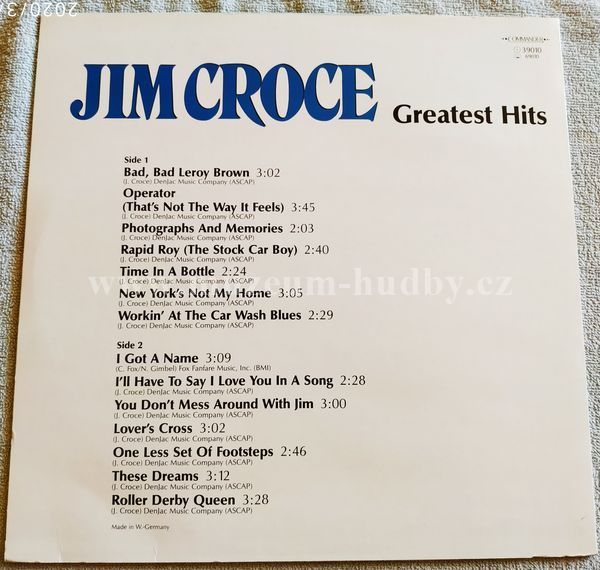 2020/3/
COMMANDER
39010
69010
JIM CROCE
Greatest Hits
Side 1
Bad, Bad Leroy Brown 3:02
(J. Croce) DenJac Music Company (ASCAP)
Operator
(That's Not The Way It Feels) 3:45
(J. Croce) DenJac Music Company (ASCAP)
Photographs And Memories 2:03
(J. Croce) DenJac Music Company (ASCAP)
Rapid Roy (The Stock Car Boy) 2:40
(J. Croce) DenJac Music Company (ASCAP)
Time In A Bottle 2:24
(J. Croce) DenJac Music Company (ASCAP)
New York's Not My Home 3:05
(J. Croce) DenJac Music Company (ASCAP)
Workin' At The Car Wash Blues 2:29
(J. Croce) DenJac Music Company (ASCAP)
Side 2
I Got A Name 3:09
(C. Fox/N. Gimbel) Fox Fanfare Music, Inc. (BMI)
I'll Have To Say I Love You In A Song 2:28
(J. Croce) DenJac Music Company (ASCAP)
You Don't Mess Around With Jim 3:00
(J. Croce) DenJac Music Company (ASCAP)
Lover's Cross 3:02
(J. Croce) DenJac Music Company (ASCAP)
One Less Set Of Footsteps 2:46
(J. Croce) DenJac Music Company (ASCAP)
These Dreams 3:12
(J. Croce) DenJac Music Company (ASCAP)
Roller Derby Queen 3:28
(J. Croce) DenJac Music Company (ASCAP)
Made in W.-Germany